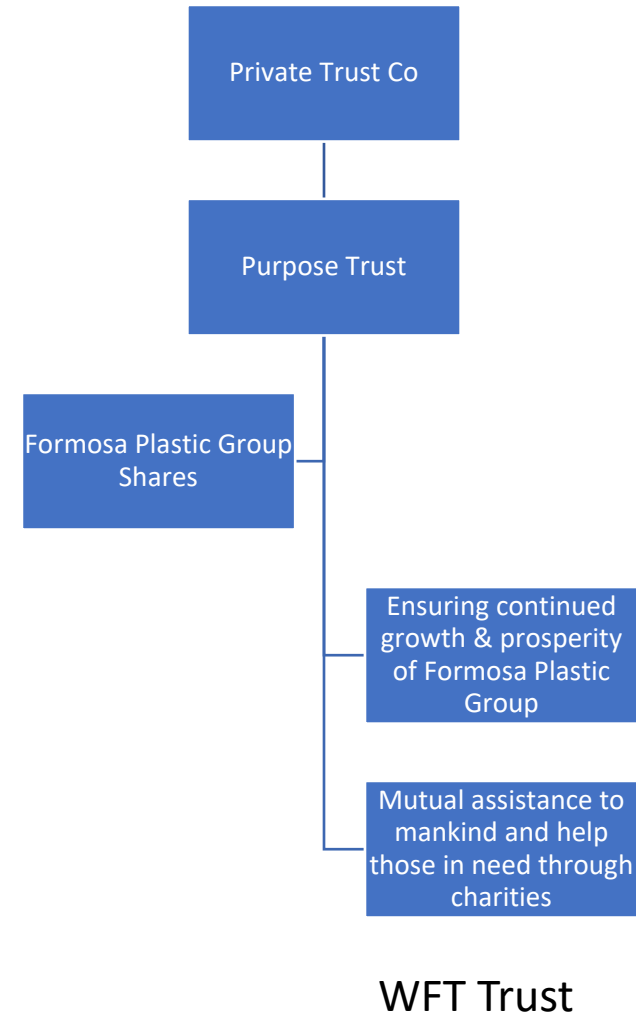 Private Trust Co
Purpose Trust
Formosa Plastic Group
Shares
Ensuring continued
growth & prosperity
of Formosa Plastic
Group
Mutual assistance to
mankind and help
those in need through
charities
WFT Trust